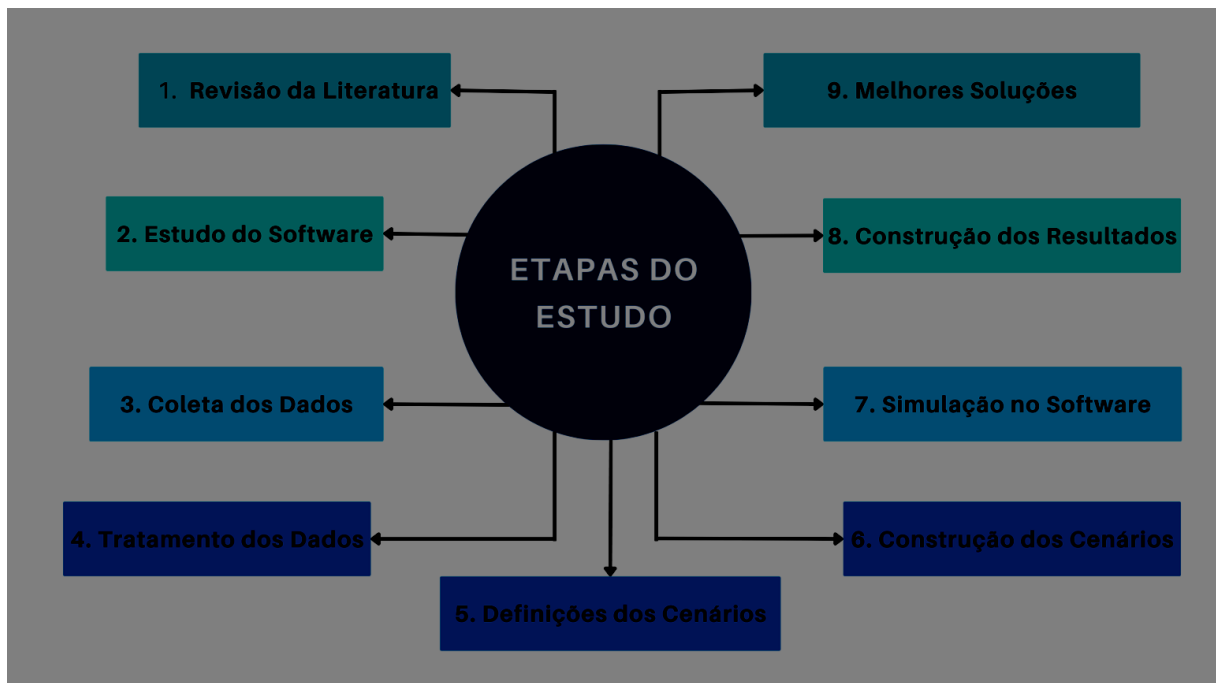 ETAPAS DO
ESTUDO
1. Revisão da Literatura
2. Estudo do Software
3. Coleta dos Dados
4. Tratamento dos Dados
5. Definições dos Cenários
6. Construção dos Cenários
7. Simulação no Software
8. Construção dos Resultados
9. Melhores Soluções